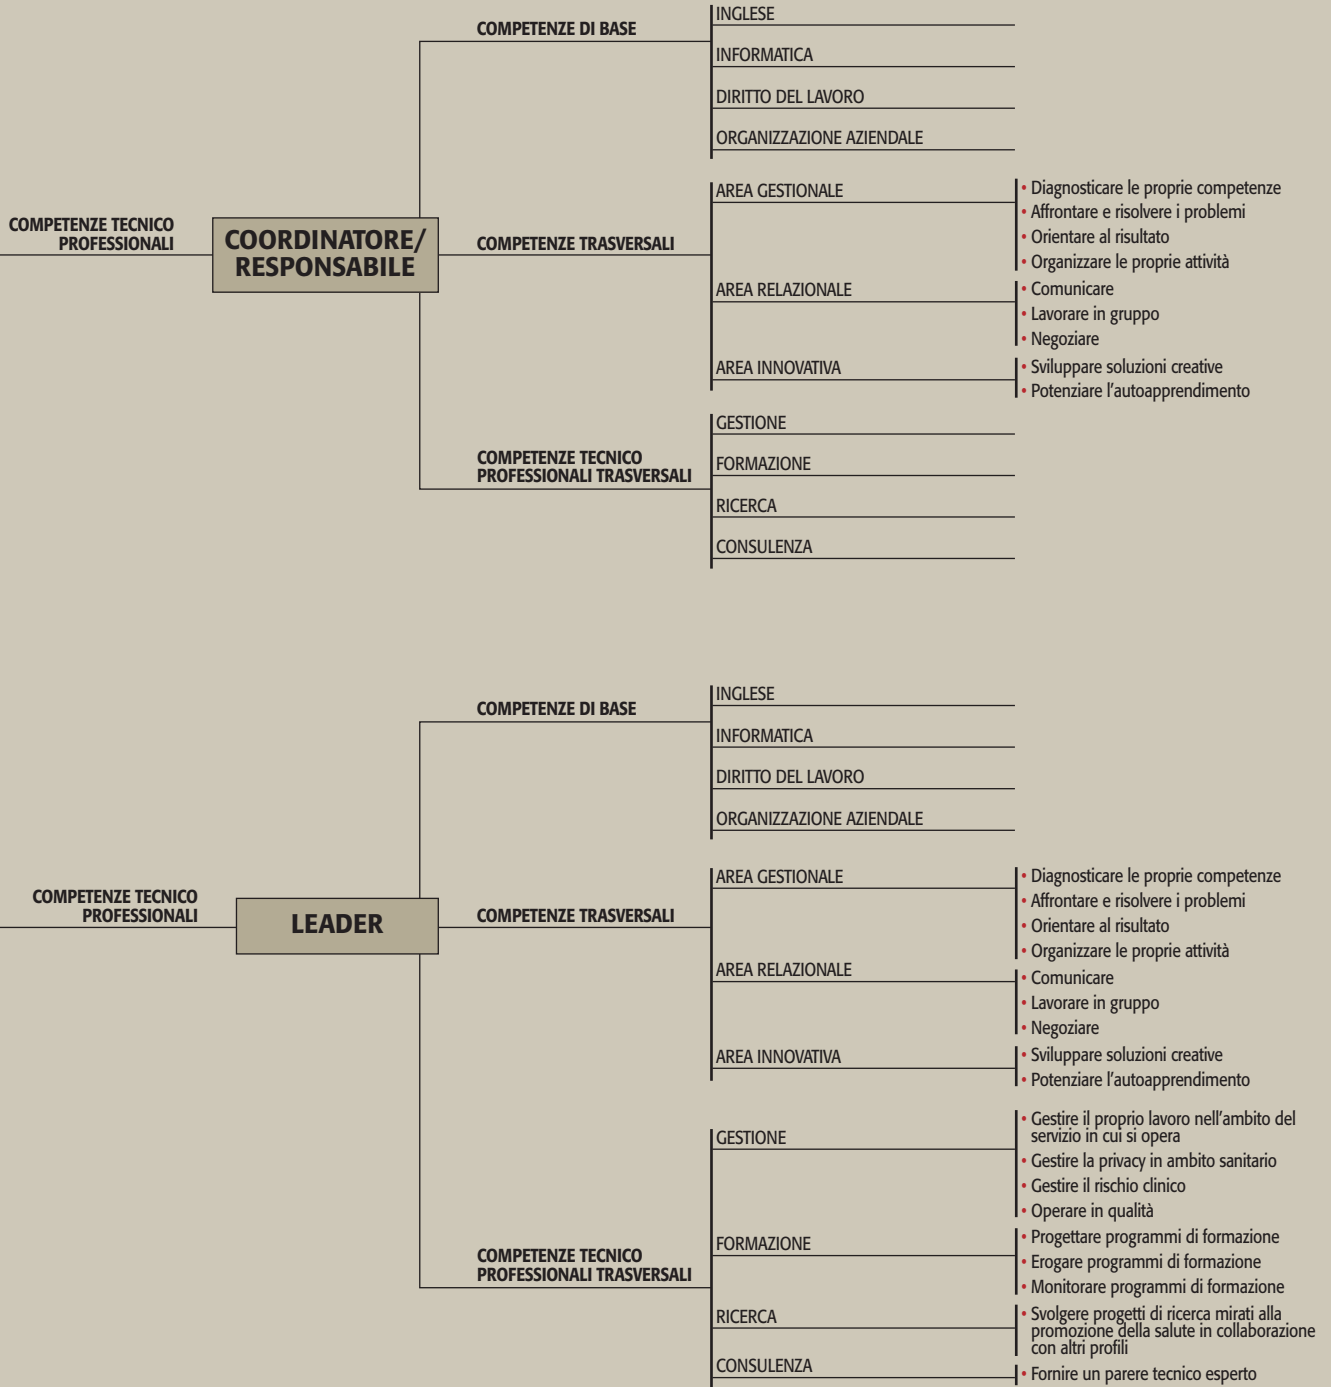 COMPETENZE TECNICO
PROFESSIONALI
COORDINATORE/
RESPONSABILE
COMPETENZE DI BASE
INGLESE
INFORMATICA
DIRITTO DEL LAVORO
ORGANIZZAZIONE AZIENDALE
COMPETENZE TRASVERSALI
AREA GESTIONALE
• Diagnosticare le proprie competenze
• Affrontare e risolvere i problemi
• Orientare al risultato
• Organizzare le proprie attività
AREA RELAZIONALE
• Comunicare
• Lavorare in gruppo
• Negoziare
AREA INNOVATIVA
• Sviluppare soluzioni creative
• Potenziare l'autoapprendimento
COMPETENZE TECNICO
PROFESSIONALI TRASVERSALI
GESTIONE
FORMAZIONE
RICERCA
CONSULENZA
COMPETENZE TECNICO
PROFESSIONALI
LEADER
COMPETENZE DI BASE
INGLESE
INFORMATICA
DIRITTO DEL LAVORO
ORGANIZZAZIONE AZIENDALE
COMPETENZE TRASVERSALI
AREA GESTIONALE
• Diagnosticare le proprie competenze
• Affrontare e risolvere i problemi
• Orientare al risultato
• Organizzare le proprie attività
AREA RELAZIONALE
• Comunicare
• Lavorare in gruppo
• Negoziare
AREA INNOVATIVA
• Sviluppare soluzioni creative
• Potenziare l'autoapprendimento
COMPETENZE TECNICO
PROFESSIONALI TRASVERSALI
GESTIONE
• Gestire il proprio lavoro nell'ambito del
servizio in cui si opera
• Gestire la privacy in ambito sanitario
• Gestire il rischio clinico
• Operare in qualità
FORMAZIONE
• Progettare programmi di formazione
• Erogare programmi di formazione
• Monitorare programmi di formazione
RICERCA
• Svolgere progetti di ricerca mirati alla
promozione della salute in collaborazione
con altri profili
CONSULENZA
• Fornire un parere tecnico esperto